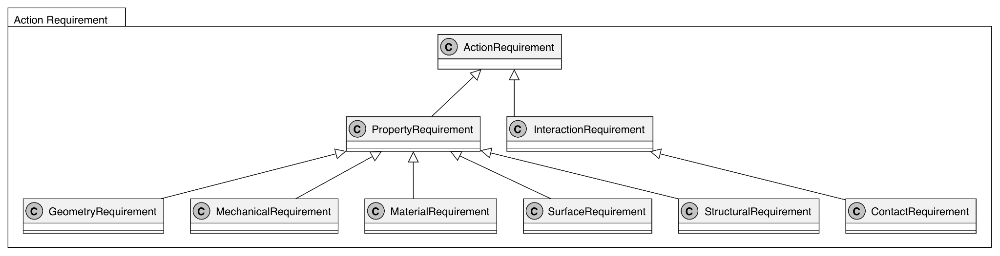 Action Requirement
C ActionRequirement
C PropertyRequirement
C InteractionRequirement
C GeometryRequirement
C MechanicalRequirement
C MaterialRequirement
C SurfaceRequirement
C StructuralRequirement
C ContactRequirement